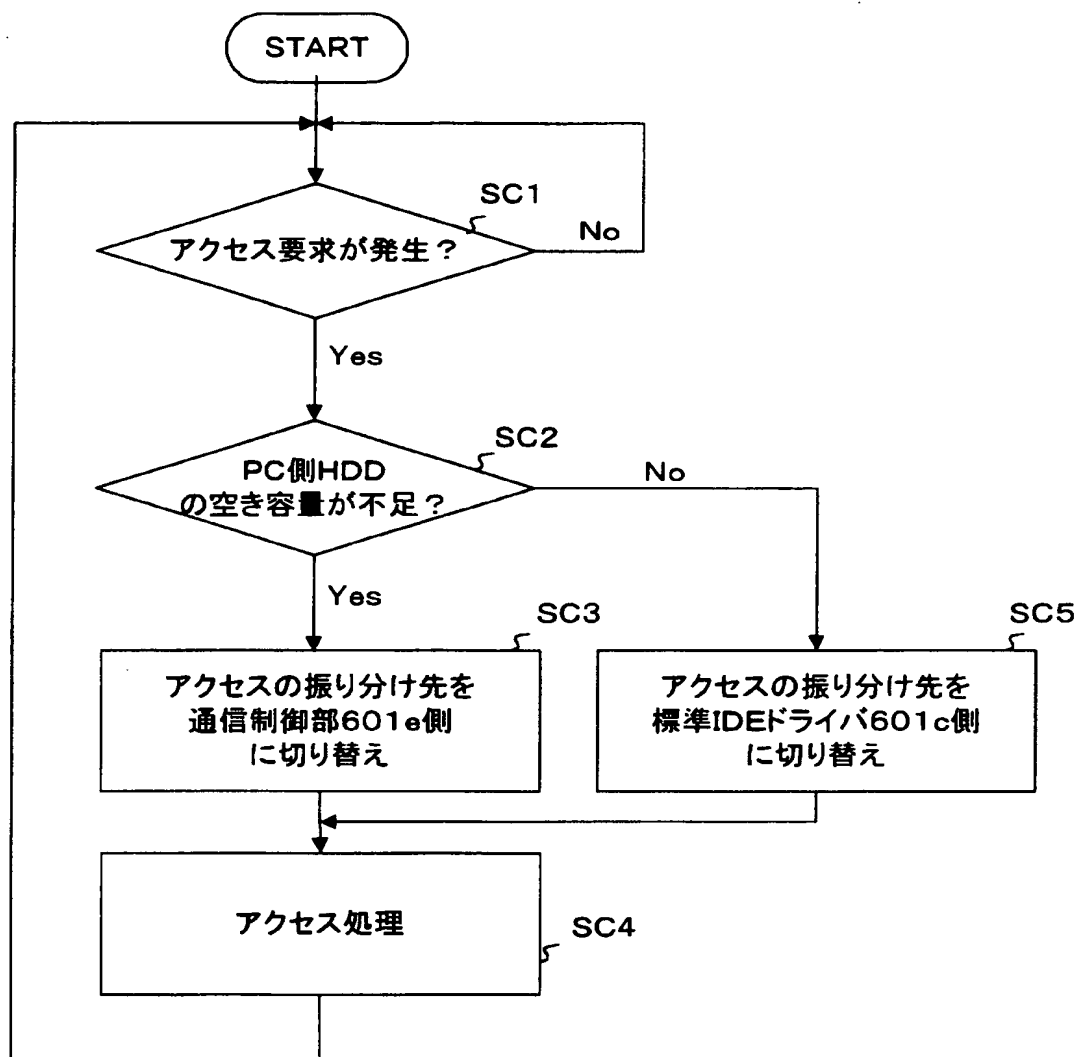 START
SC1
アクセス要求が発生？
No
Yes
SC2
PC側HDD
の空き容量が不足？
No
Yes
SC3
SC5
アクセスの振り分け先を
通信制御部601e側
に切り替え
アクセスの振り分け先を
標準IDEドライバ601c側
に切り替え
アクセス処理
SC4